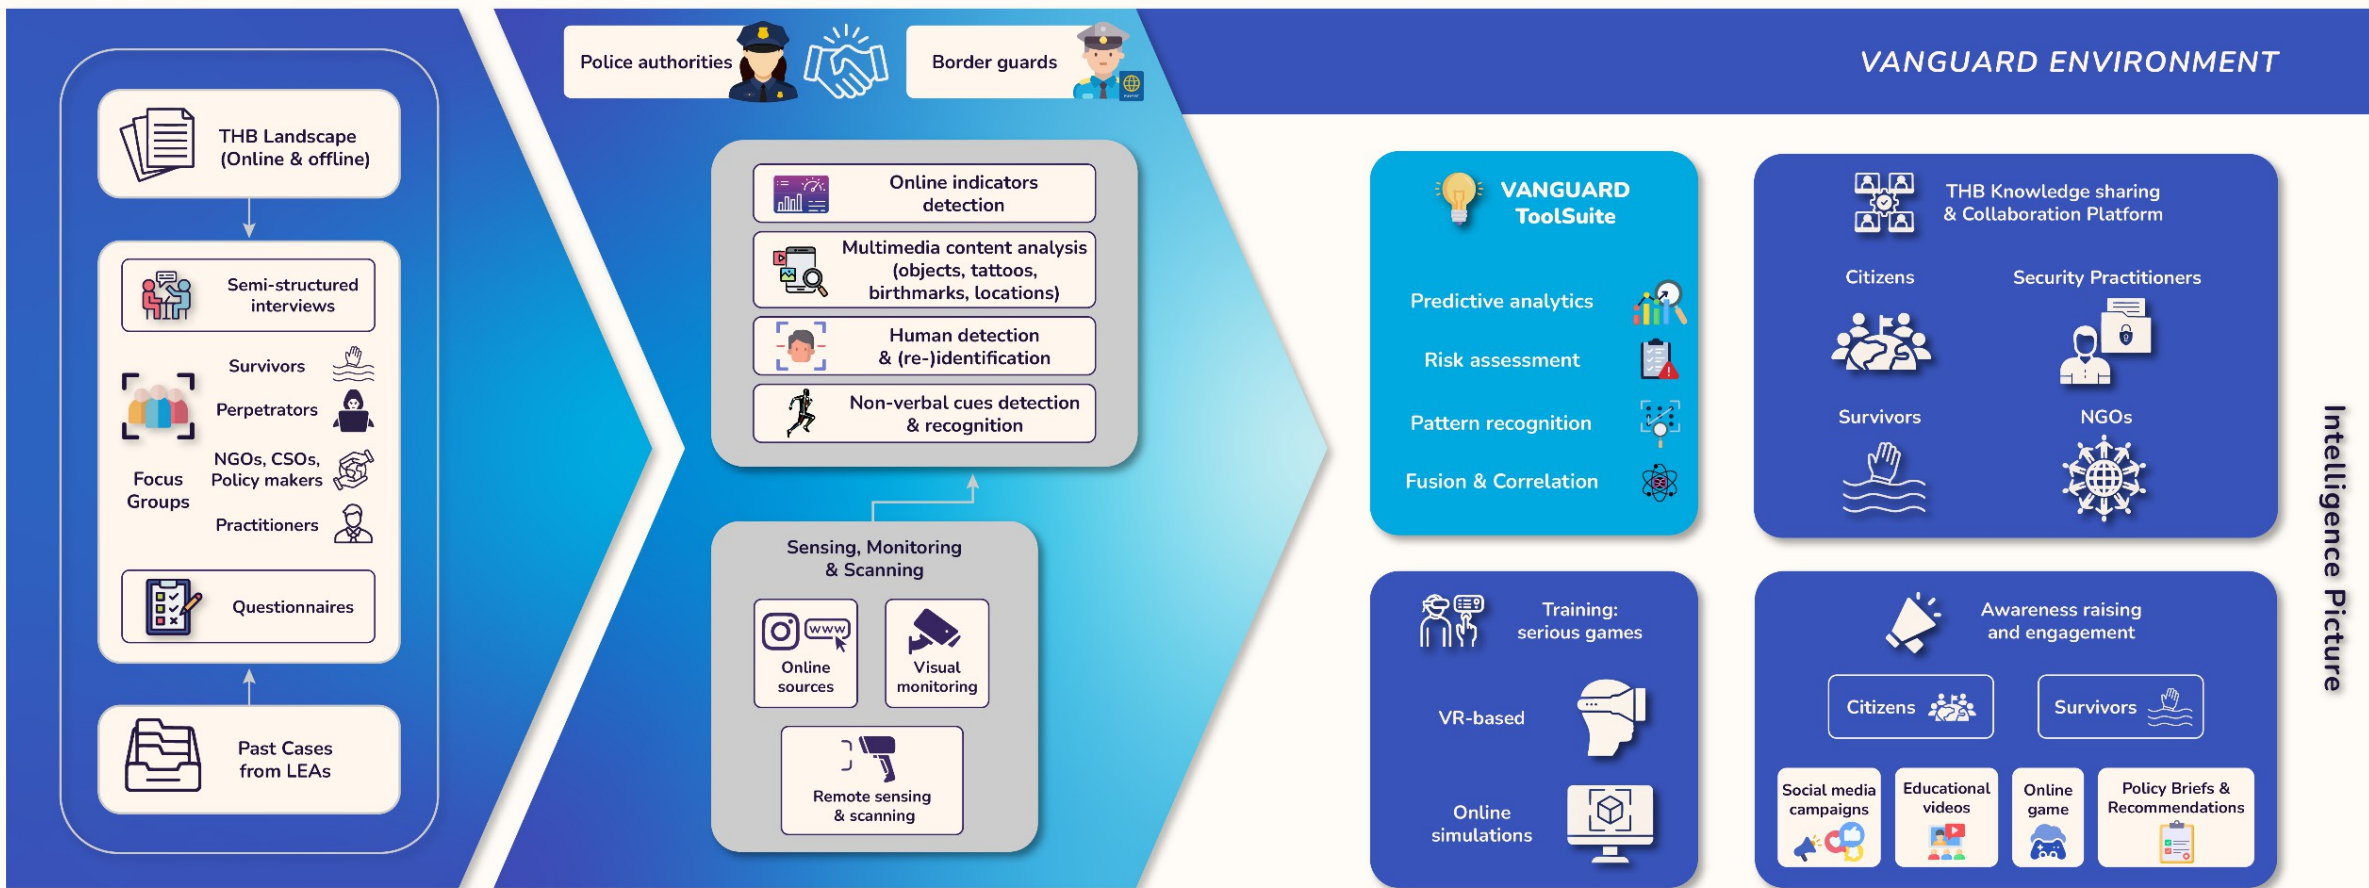 THB Landscape
(Online & offline)
Semi-structured
interviews
Survivors
Perpetrators
NGOs, CSOs,
Policy makers
Focus
Groups
Practitioners
Questionnaires
Past Cases
from LEAs
Police authorities
Border guards
Online indicators
detection
Multimedia content analysis
(objects, tattoos,
birthmarks, locations)
Human detection
& (re-)identification
Non-verbal cues detection
& recognition
Sensing, Monitoring
& Scanning
www
Online
sources
Visual
monitoring
Remote sensing
& scanning
VANGUARD ENVIRONMENT
VANGUARD
ToolSuite
Predictive analytics
Risk assessment
Pattern recognition
Fusion & Correlation
THB Knowledge sharing
& Collaboration Platform
Citizens
Security Practitioners
Survivors
NGOs
Training:
serious games
VR-based
Online
simulations
Awareness raising
and engagement
Citizens
Survivors
Social media
campaigns
Educational
videos
Online
game
Policy Briefs &
Recommendations
Intelligence Picture